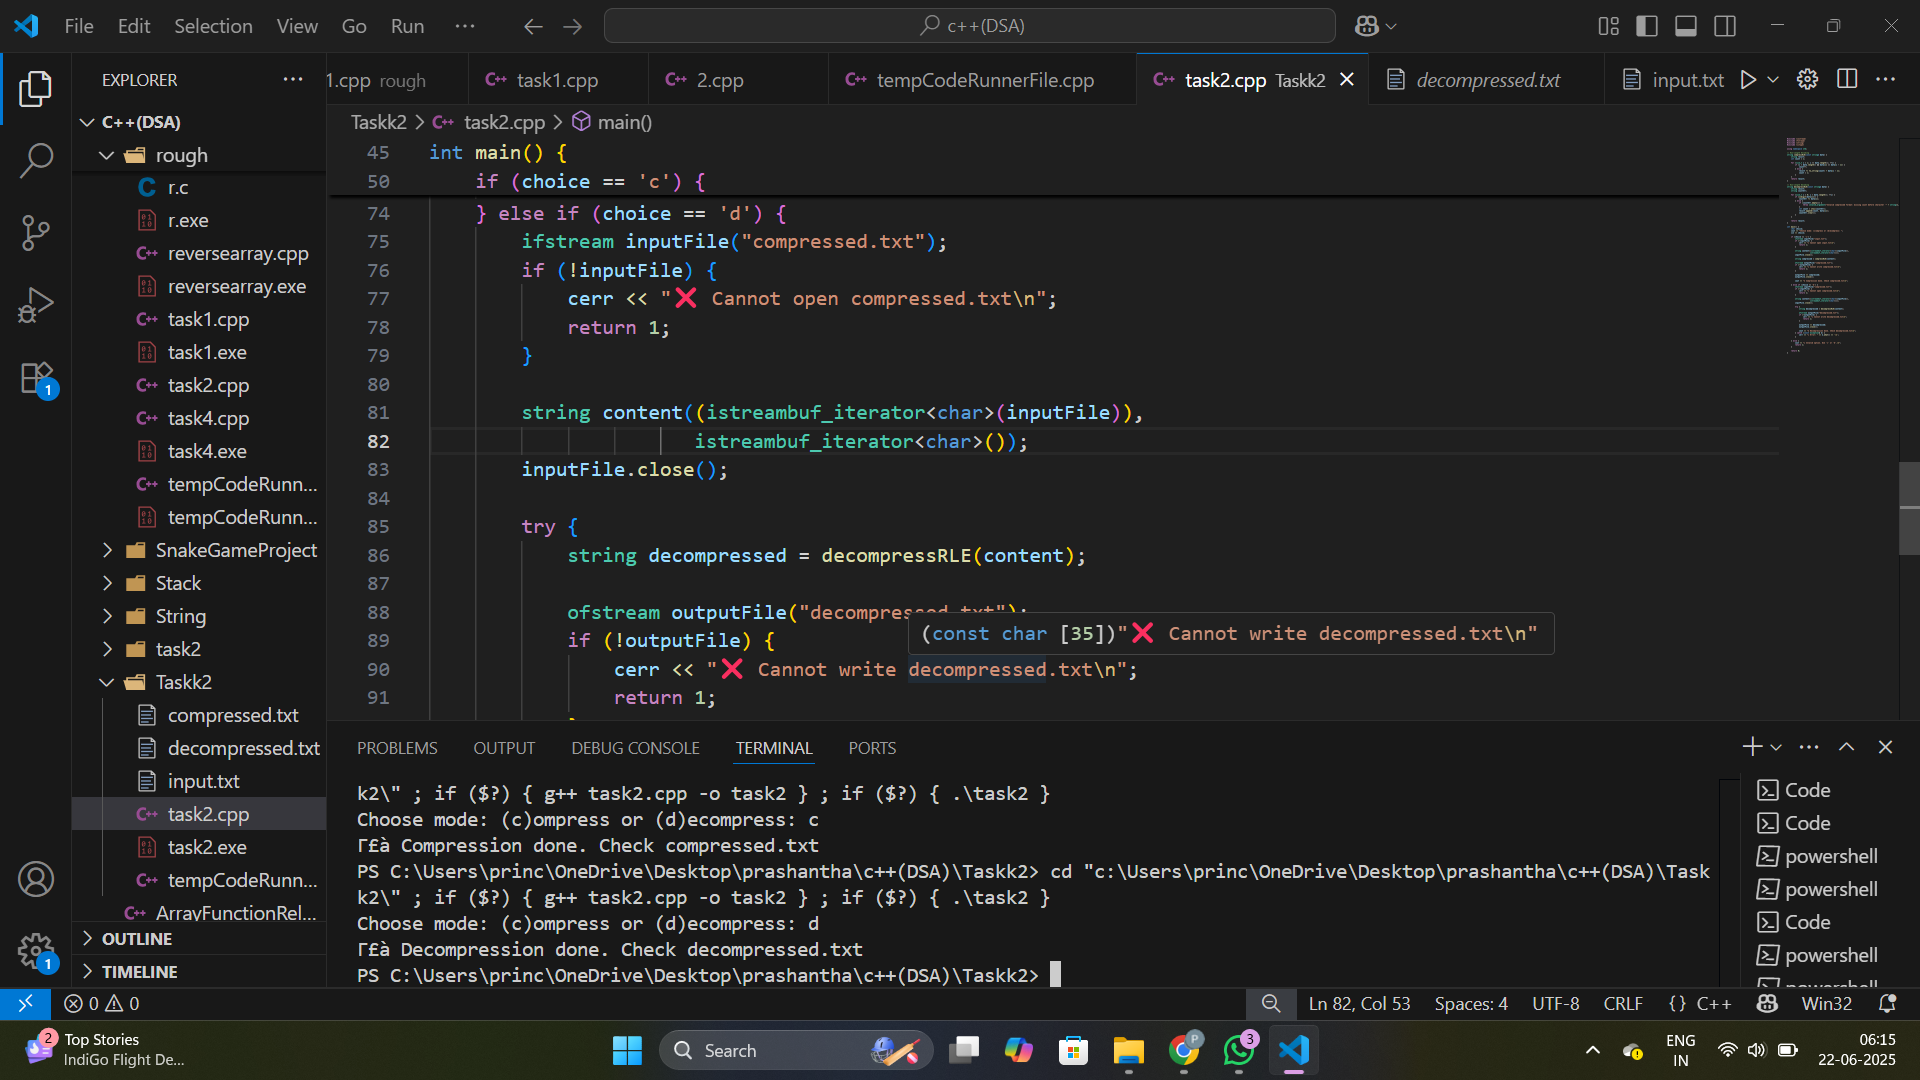 File Edit Selection View Go Run ··· c++(DSA)
EXPLORER ···
1.cpp rough
task1.cpp
2.cpp
tempCodeRunnerFile.cpp
task2.cpp Taskk2
decompressed.txt
input.txt
C++(DSA)
rough
r.c
r.exe
reversearray.cpp
reversearray.exe
task1.cpp
task1.exe
task2.cpp
task4.cpp
task4.exe
tempCodeRunn...
tempCodeRunn...
SnakeGameProject
Stack
String
task2
Taskk2
compressed.txt
decompressed.txt
input.txt
task2.cpp
task2.exe
tempCodeRunn...
ArrayFunctionRel...
OUTLINE
TIMELINE
1
1
Taskk2 > task2.cpp > main()
45 int main() {
50 if (choice == 'c') {
74 } else if (choice == 'd') {
75 ifstream inputFile("compressed.txt");
76 if (!inputFile) {
77 cerr << "❌ Cannot open compressed.txt\n";
78 return 1;
79 }
80
81 string content((istreambuf_iterator<char>(inputFile)),
82 istreambuf_iterator<char>());
83 inputFile.close();
84
85 try {
86 string decompressed = decompressRLE(content);
87
88 ofstream outputFile("decompressed.txt");
(const char [35])"❌ Cannot write decompressed.txt\n"
89 if (!outputFile) {
90 cerr << "❌ Cannot write decompressed.txt\n";
91 return 1;
PROBLEMS OUTPUT DEBUG CONSOLE TERMINAL PORTS
k2\" ; if ($?) { g++ task2.cpp -o task2 } ; if ($?) { .\task2 }
Choose mode: (c)ompress or (d)ecompress: c
Γ£à Compression done. Check compressed.txt
PS C:\Users\princ\OneDrive\Desktop\prashantha\c++(DSA)\Taskk2> cd "c:\Users\princ\OneDrive\Desktop\prashantha\c++(DSA)\Task
k2\" ; if ($?) { g++ task2.cpp -o task2 } ; if ($?) { .\task2 }
Choose mode: (c)ompress or (d)ecompress: d
Γ£à Decompression done. Check decompressed.txt
PS C:\Users\princ\OneDrive\Desktop\prashantha\c++(DSA)\Taskk2>
Code
Code
powershell
powershell
Code
powershell
powershell
0 0
Ln 82, Col 53 Spaces: 4 UTF-8 CRLF {} C++ Win32
2
Top Stories
IndiGo Flight De...
Search
P
3
ENG
IN
06:15
22-06-2025